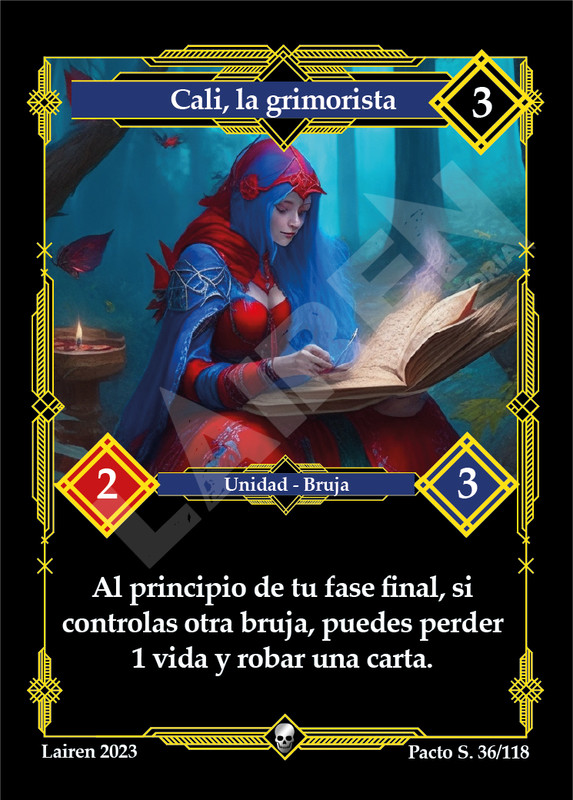 Cali, la grimorista
3
LAIREN
2
Unidad - Bruja
3
Al principio de tu fase final, si
controlas otra bruja, puedes perder
1 vida y robar una carta.
Lairen 2023
Pacto S. 36/118